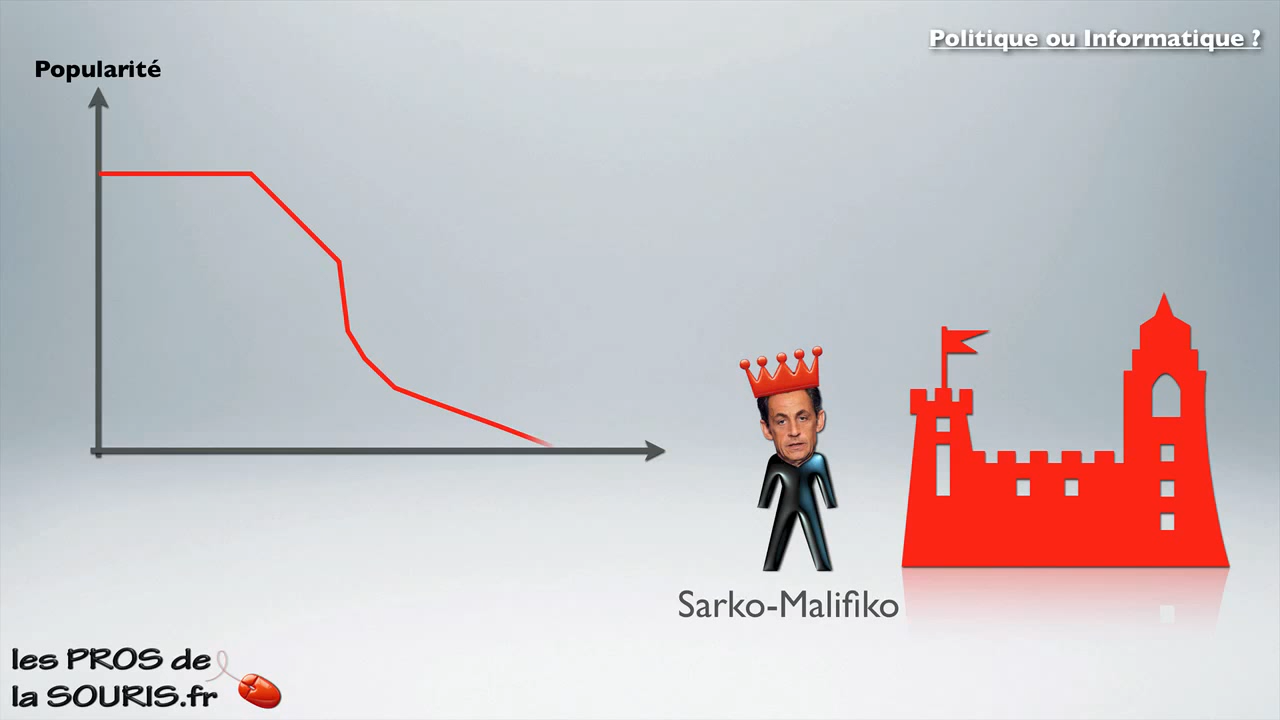 Politique ou Informatique ?
Popularité
Sarko-Malifiko
les PROS de
la SOURIS.fr